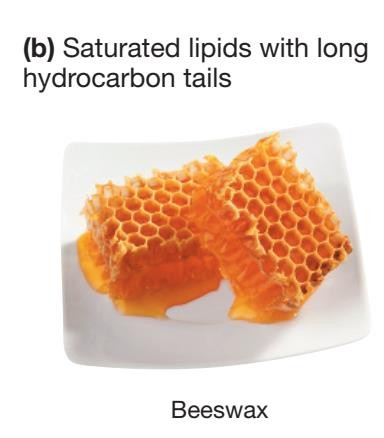 (b) Saturated lipids with long
hydrocarbon tails
Beeswax